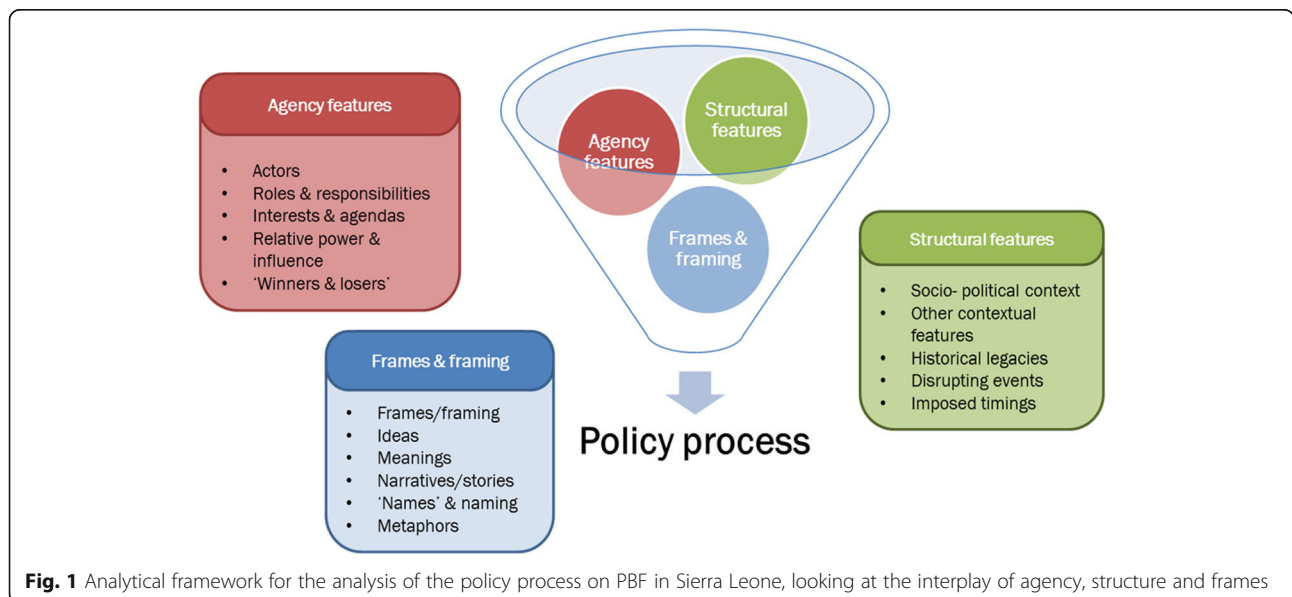 Agency features
• Actors
• Roles & responsibilities
• Interests & agendas
• Relative power &
influence
• ‘Winners & losers’
Structural
features
Agency
features
Frames &
framing
Structural features
• Socio- political context
• Other contextual
features
• Historical legacies
• Disrupting events
• Imposed timings
Frames & framing
• Frames/framing
• Ideas
• Meanings
• Narratives/stories
• ‘Names’ & naming
• Metaphors
Policy process
Fig. 1 Analytical framework for the analysis of the policy process on PBF in Sierra Leone, looking at the interplay of agency, structure and frames